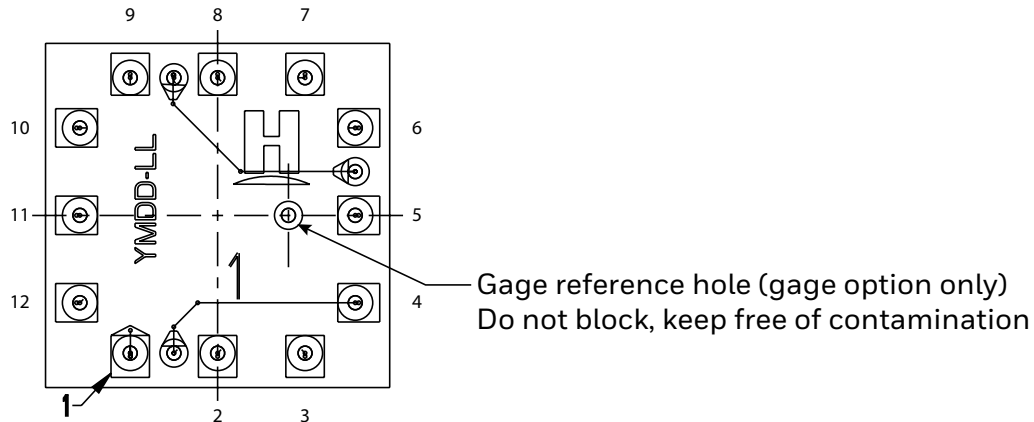 9 8 7
10 6
YMDD-LL
H
11 5
1
12 4
Gage reference hole (gage option only)
Do not block, keep free of contamination
1
2 3